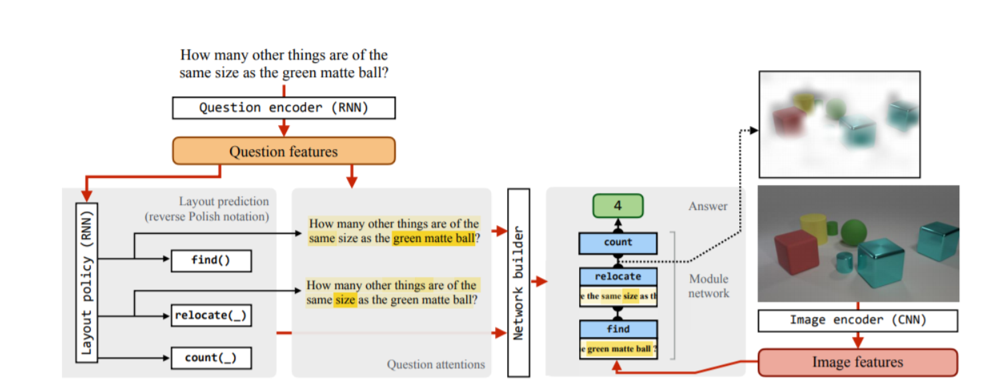 How many other things are of the
same size as the green matte ball?
Question encoder (RNN)
Question features
Layout policy (RNN)
Layout prediction
(reverse Polish notation)
find()
relocate(_)
count(_)
How many other things are of the
same size as the green matte ball?
How many other things are of the
same size as the green matte ball?
Question attentions
Network builder
4
Answer
count
relocate
e the same size as th
find
e green matte ball ?
Module
network
Image encoder (CNN)
Image features